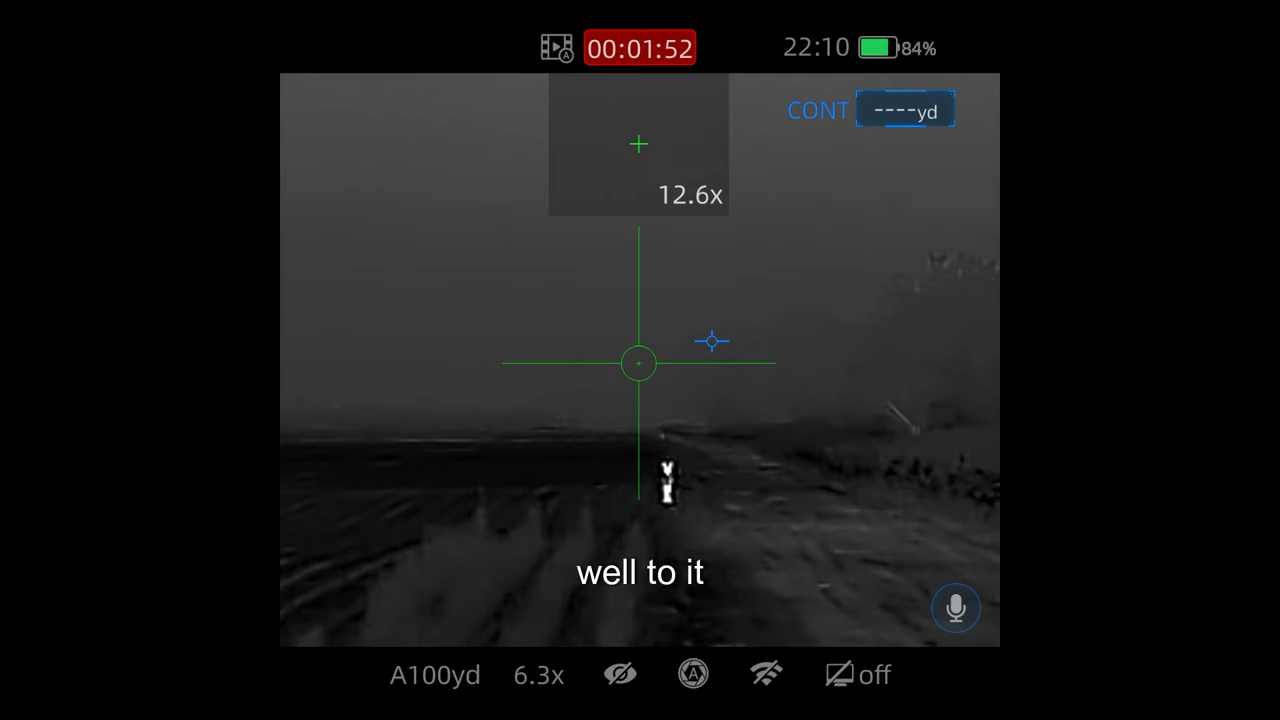 00:01:52
22:10 84%
CONT ----yd
12.6x
well to it
A100yd 6.3x A off